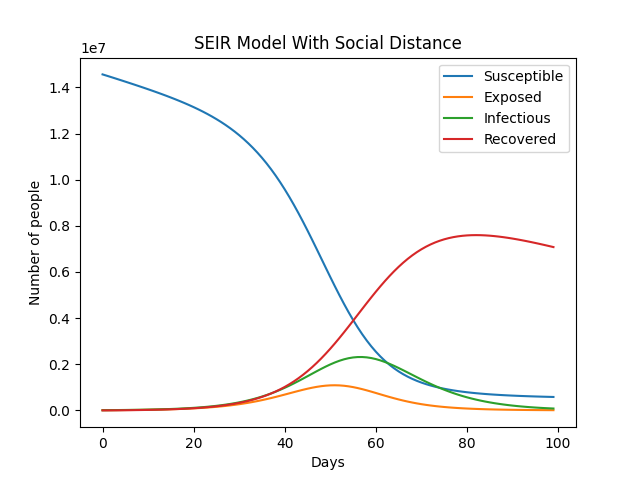 SEIR Model With Social Distance
1e7
1.4
1.2
1.0
0.8
0.6
0.4
0.2
0.0
Number of people
Susceptible
Exposed
Infectious
Recovered
0 20 40 60 80 100
Days